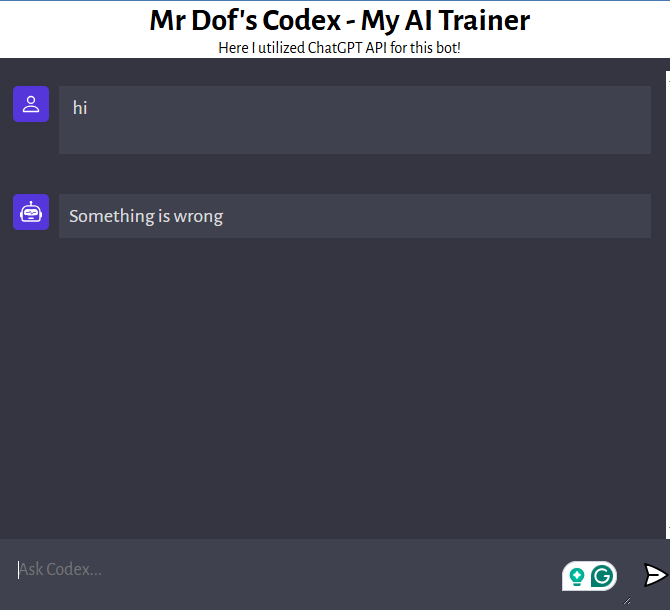 Mr Dof's Codex - My AI Trainer
Here I utilized ChatGPT API for this bot!
hi
Something is wrong
Ask Codex...